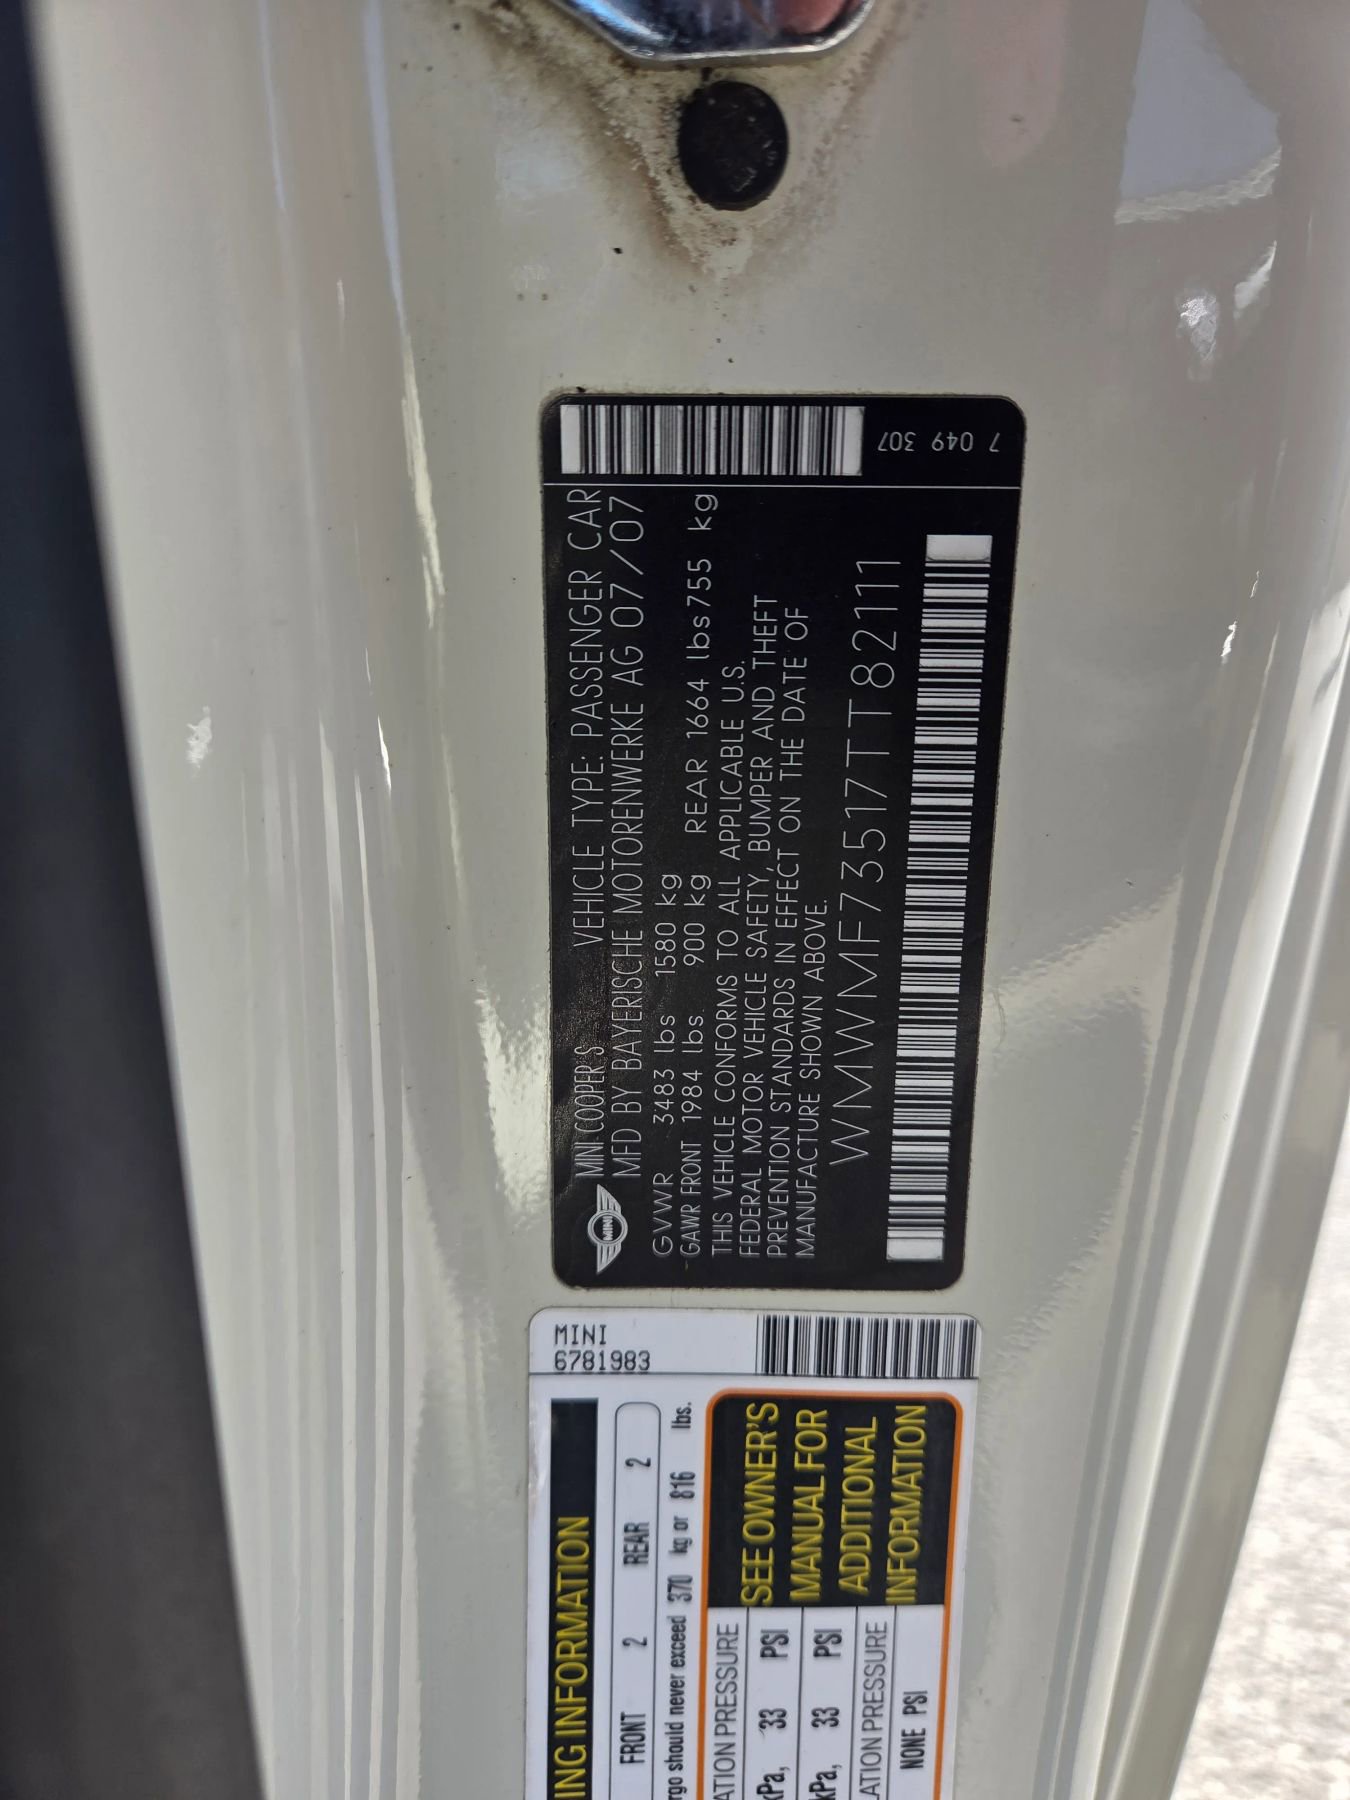 MINI COOPER S VEHICLE TYPE: PASSENGER CAR
MFD BY BAYERISCHE MOTORENWERKE AG 07/07
GVWR 3483 lbs 1580 kg
GAWR FRONT 1984 lbs. 900 kg REAR 1664 lbs 755 kg
THIS VEHICLE CONFORMS TO ALL APPLICABLE U.S.
FEDERAL MOTOR VEHICLE SAFETY, BUMPER AND THEFT
PREVENTION STANDARDS IN EFFECT ON THE DATE OF
MANUFACTURE SHOWN ABOVE.
WMWMF73517TT82111
7 049 307
MINI
MINI
6781983
ING INFORMATION
FRONT 2 REAR 2
rgo should never exceed 370 kg or 816 lbs.
ATION PRESSURE
kPa, 33 PSI
kPa, 33 PSI
LATION PRESSURE
NONE PSI
SEE OWNER'S
MANUAL FOR
ADDITIONAL
INFORMATION